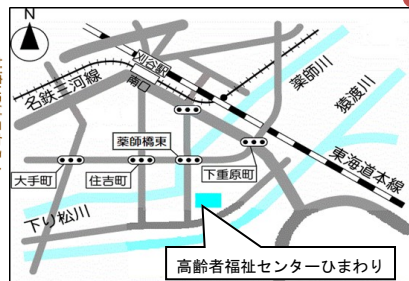 N
刈谷駅
南口
名鉄三河線
薬師川
猿渡川
薬師橋東
大手町
住吉町
下重原町
東海道本線
下り松川
高齢者福祉センターひまわり